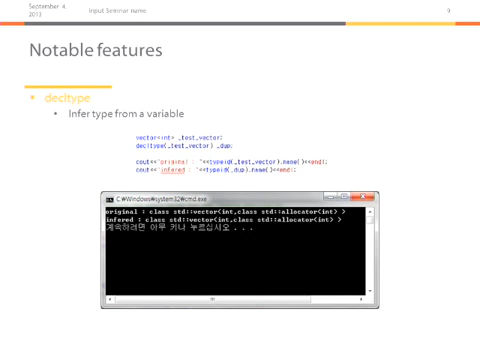 September 4,
2013
Input Seminar name
9
Notable features
• decltype
• Infer type from a variable
vector<int> _test_vector;
decltype(_test_vector) _dup;
cout<<"original : "<<typeid(_test_vector).name()<<endl;
cout<<"infered : "<<typeid(_dup).name()<<endl;
C:₩Windows₩system32₩cmd.exe
original : class std::vector<int,class std::allocator<int> >
infered : class std::vector<int,class std::allocator<int> >
계속하려면 아무 키나 누르십시오 . . .